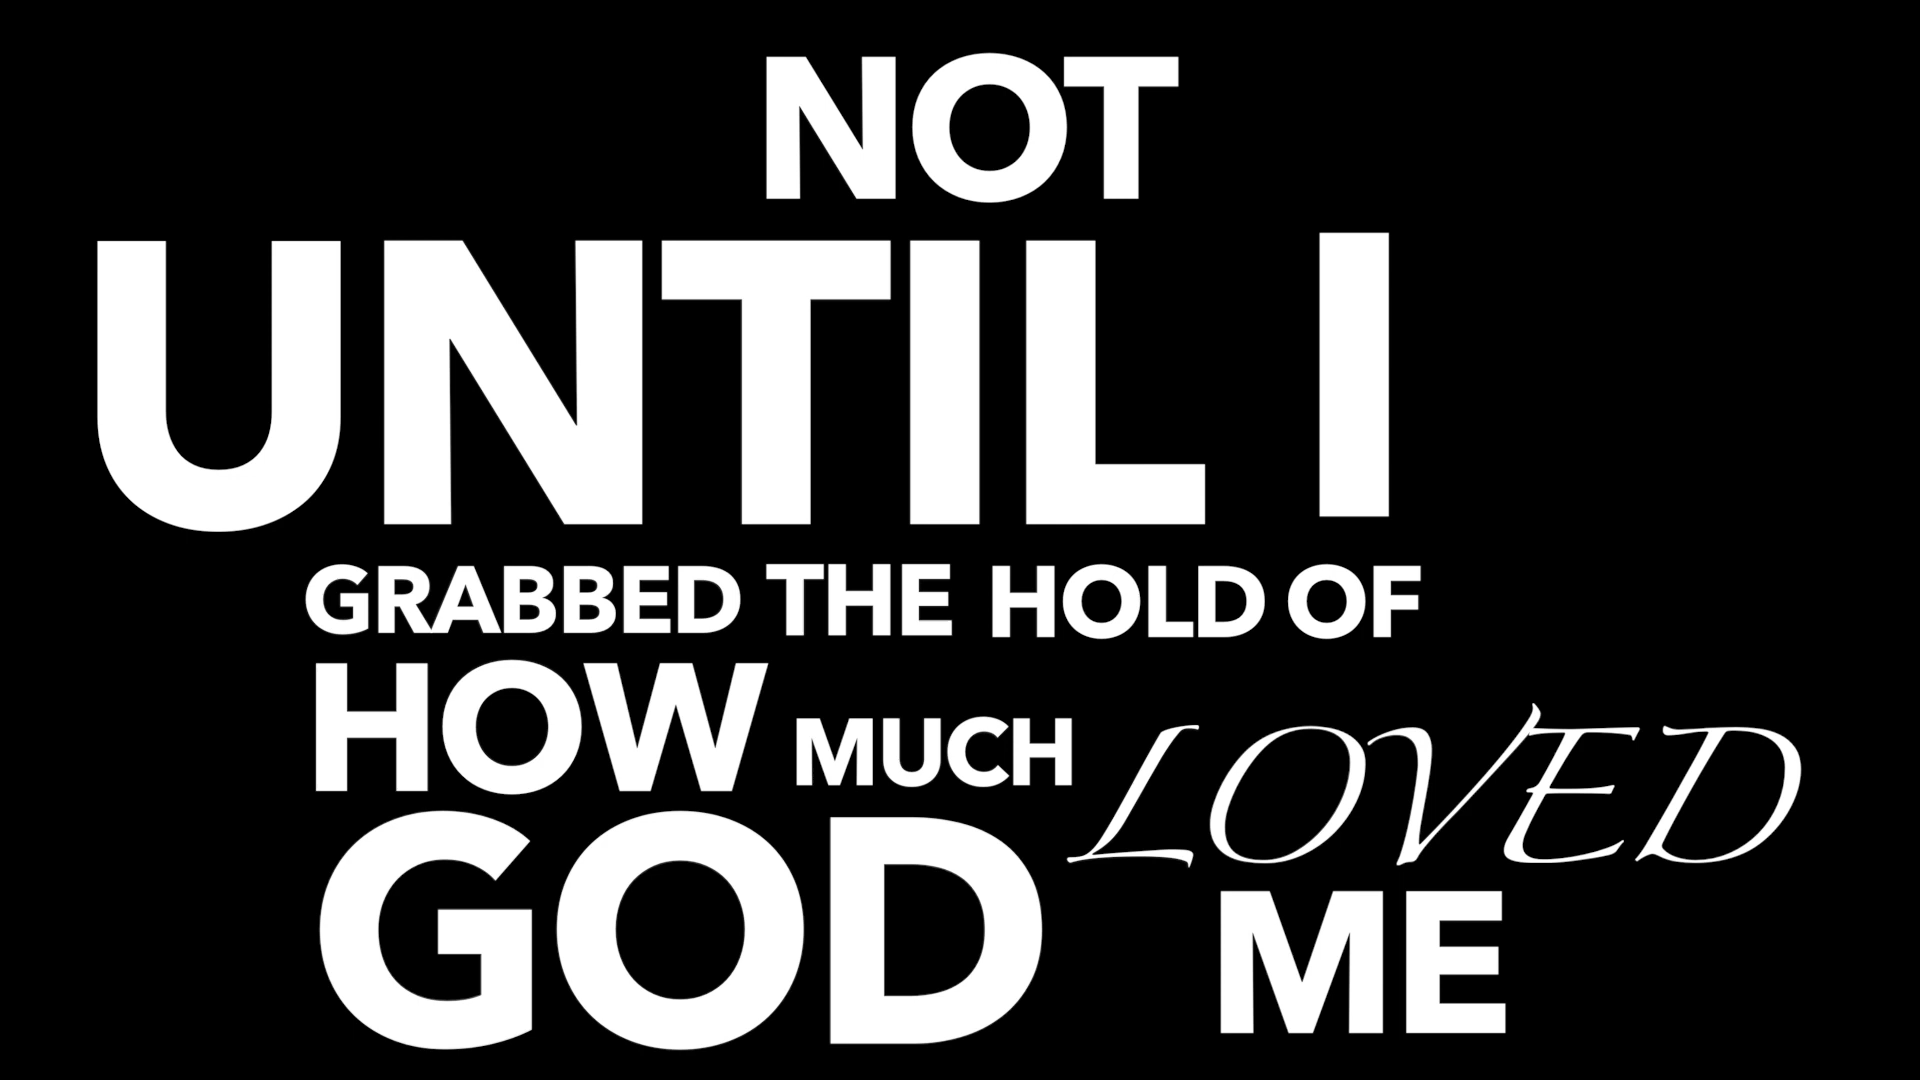 NOT
UNTIL I
GRABBED THE HOLD OF
HOW MUCH LOVED
GOD ME